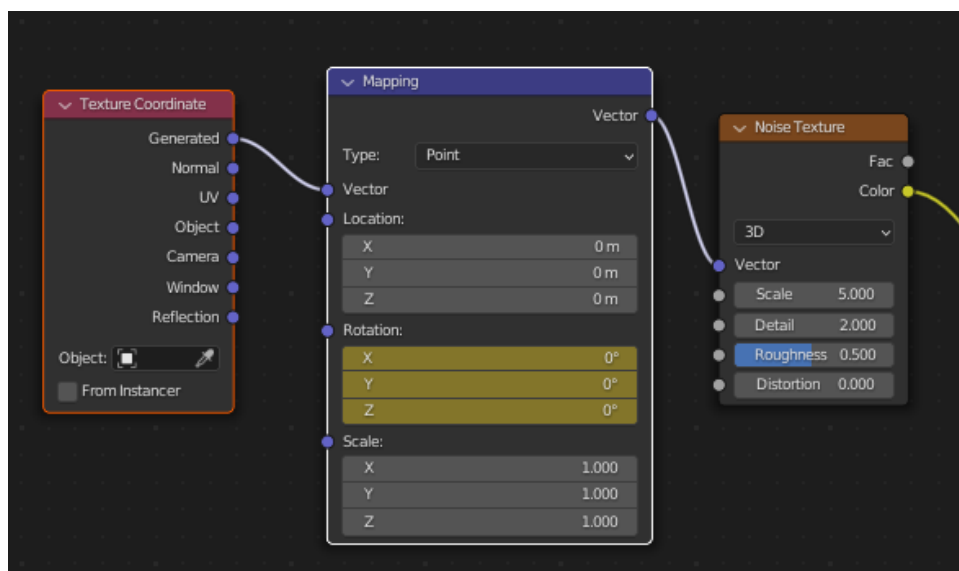 Texture Coordinate
Generated
Normal
UV
Object
Camera
Window
Reflection
Object:
From Instancer
Mapping
Vector
Type: Point
Vector
Location:
X 0 m
Y 0 m
Z 0 m
Rotation:
X 0°
Y 0°
Z 0°
Scale:
X 1.000
Y 1.000
Z 1.000
Noise Texture
Fac
Color
3D
Vector
Scale 5.000
Detail 2.000
Roughness 0.500
Distortion 0.000